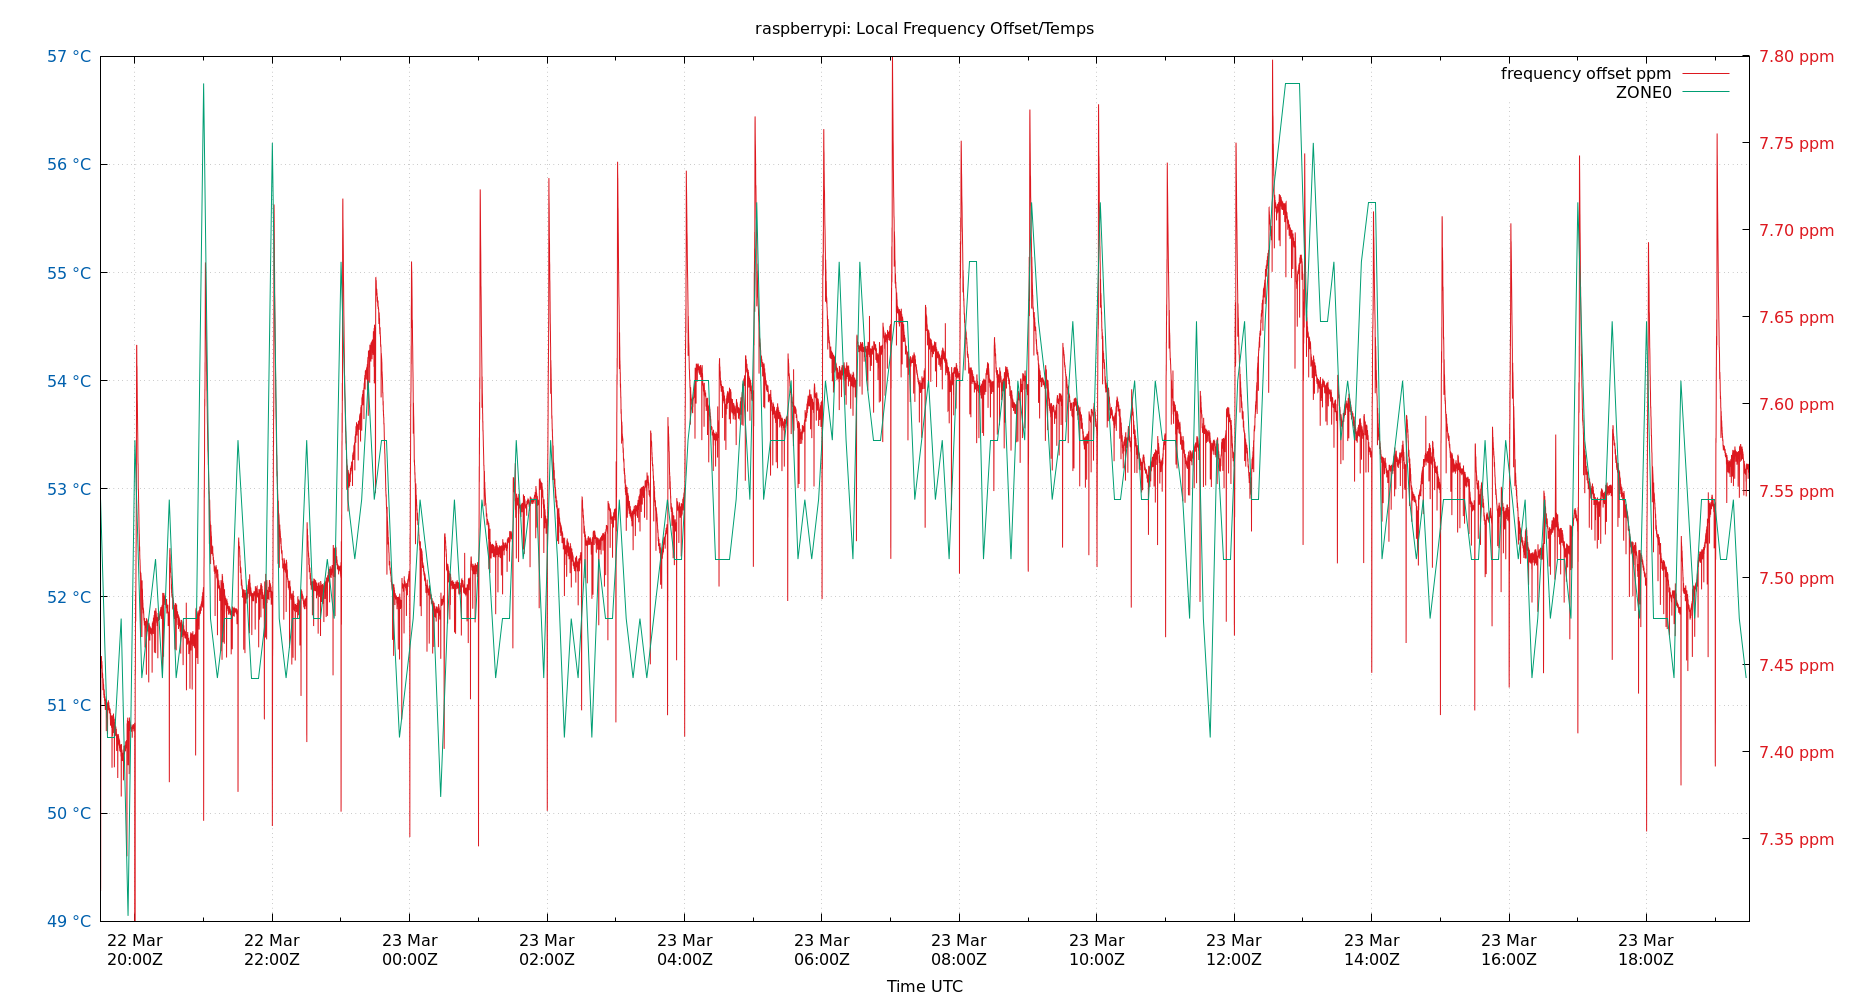 raspberrypi: Local Frequency Offset/Temps
frequency offset ppm
ZONE0
57 °C
56 °C
55 °C
54 °C
53 °C
52 °C
51 °C
50 °C
49 °C
7.80 ppm
7.75 ppm
7.70 ppm
7.65 ppm
7.60 ppm
7.55 ppm
7.50 ppm
7.45 ppm
7.40 ppm
7.35 ppm
22 Mar
20:00Z
22 Mar
22:00Z
23 Mar
00:00Z
23 Mar
02:00Z
23 Mar
04:00Z
23 Mar
06:00Z
23 Mar
08:00Z
23 Mar
10:00Z
23 Mar
12:00Z
23 Mar
14:00Z
23 Mar
16:00Z
23 Mar
18:00Z
Time UTC